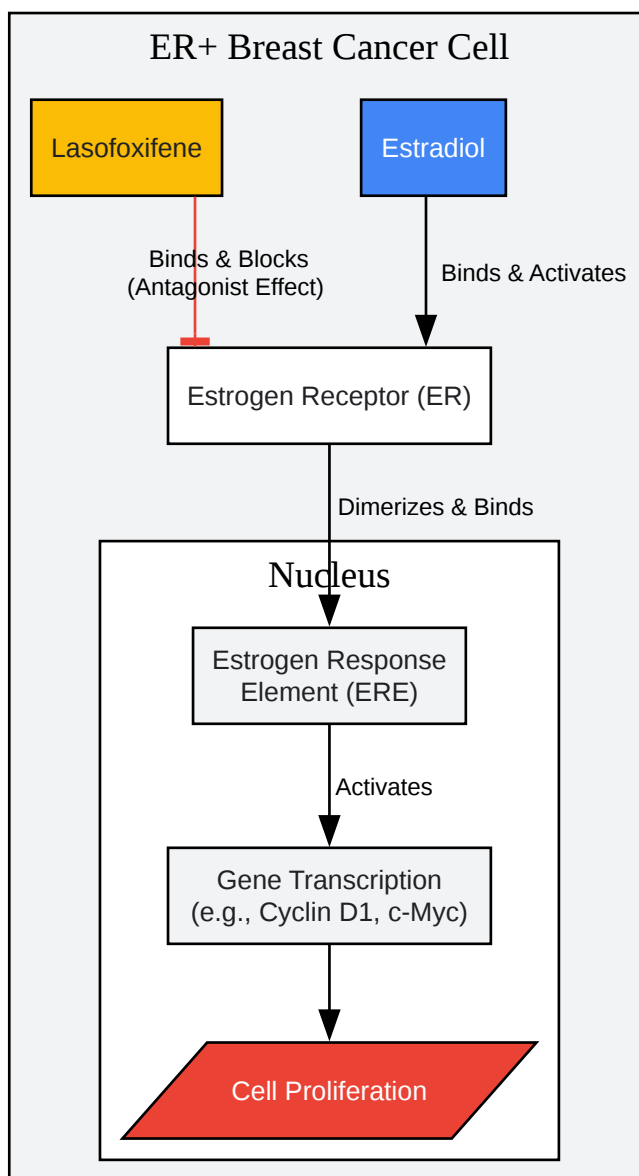 ER+ Breast Cancer Cell
Lasofoxifene
Estradiol
Binds & Blocks
(Antagonist Effect)
Binds & Activates
Estrogen Receptor (ER)
Dimerizes & Binds
Nucleus
Estrogen Response
Element (ERE)
Activates
Gene Transcription
(e.g., Cyclin D1, c-Myc)
Cell Proliferation